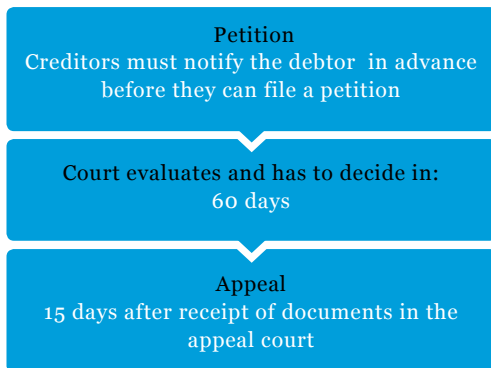 Petition
Creditors must notify the debtor in advance
before they can file a petition
Court evaluates and has to decide in:
60 days
Appeal
15 days after receipt of documents in the
appeal court